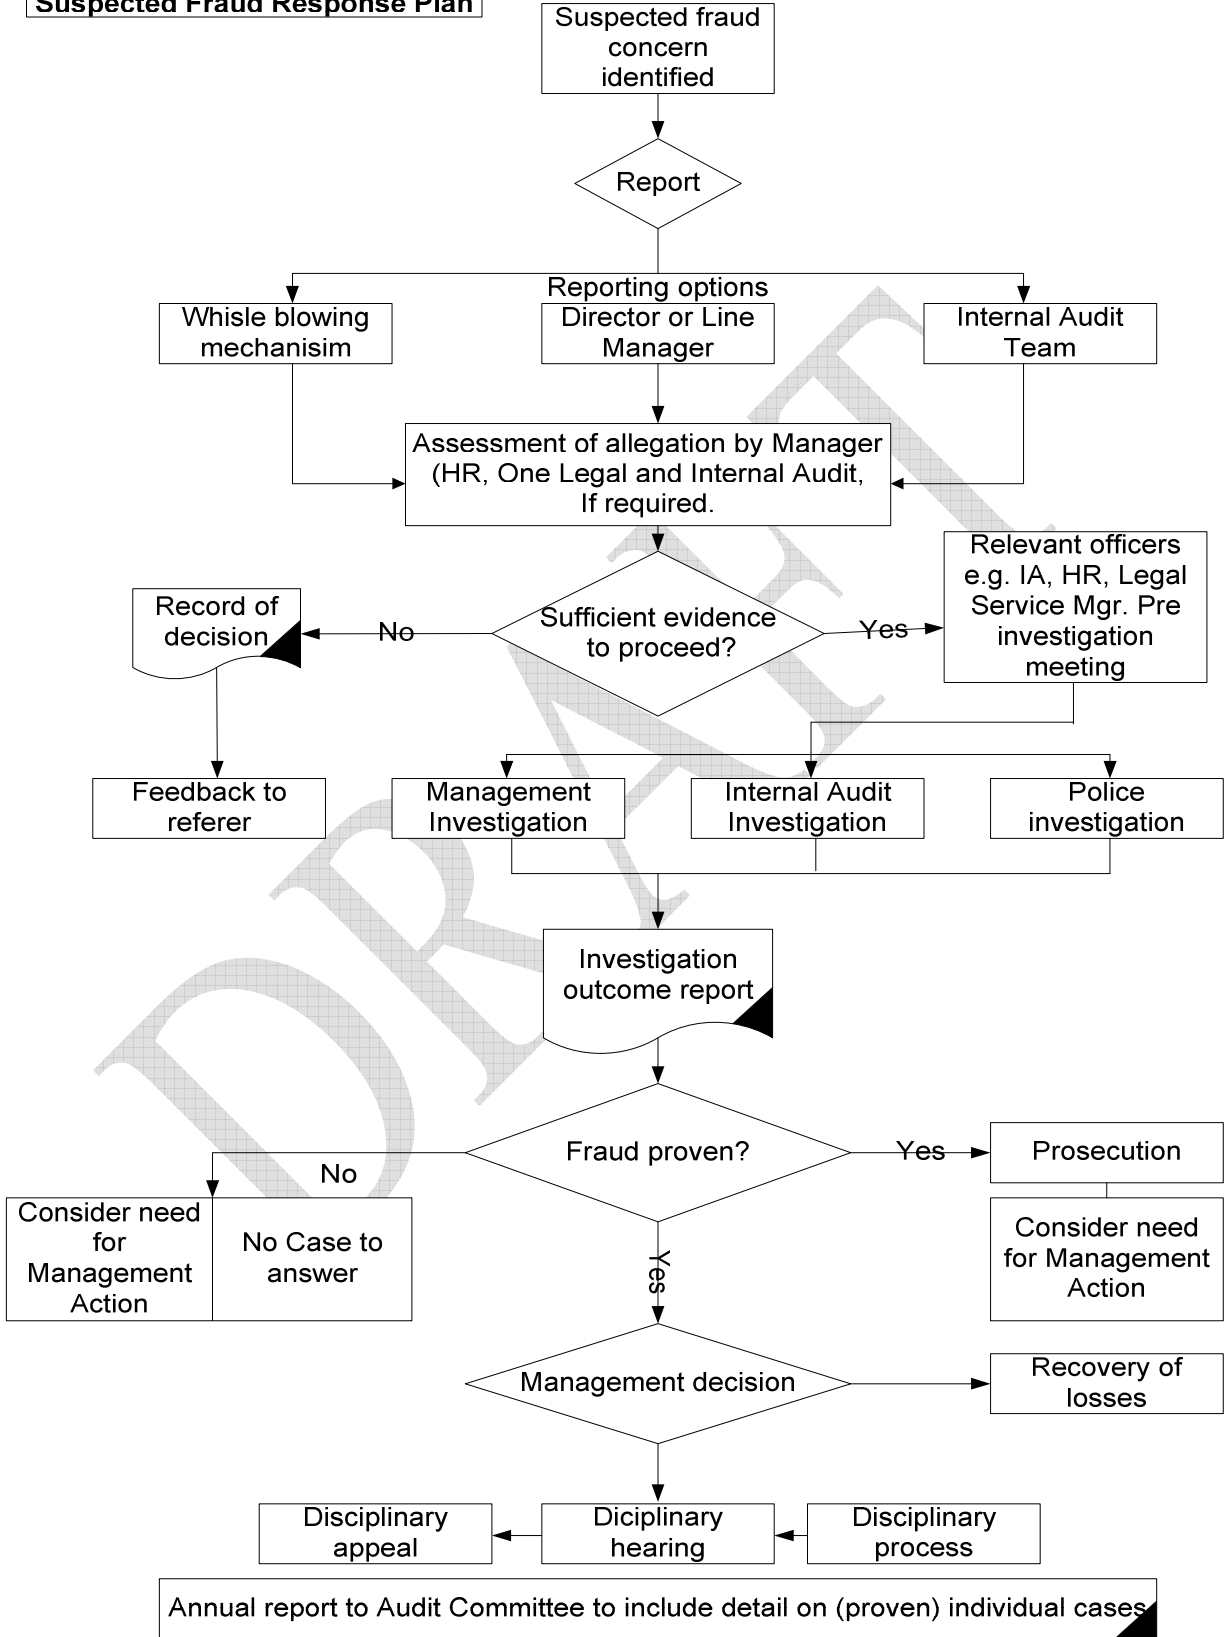 Suspected Fraud Response Plan
Suspected fraud
concern
identified
Report
Reporting options
Whisle blowing
mechanisim
Director or Line
Manager
Internal Audit
Team
Assessment of allegation by Manager
(HR, One Legal and Internal Audit,
If required.
Relevant officers
e.g. IA, HR, Legal
Service Mgr. Pre
investigation
meeting
Record of
decision
No
Sufficient evidence
to proceed?
Yes
Feedback to
referer
Management
Investigation
Internal Audit
Investigation
Police
investigation
Investigation
outcome report
Fraud proven?
Yes
Prosecution
No
Consider need
for
Management
Action
No Case to
answer
Consider need
for Management
Action
Yes
Management decision
Recovery of
losses
Disciplinary
appeal
Diciplinary
hearing
Disciplinary
process
Annual report to Audit Committee to include detail on (proven) individual cases
DRAFT